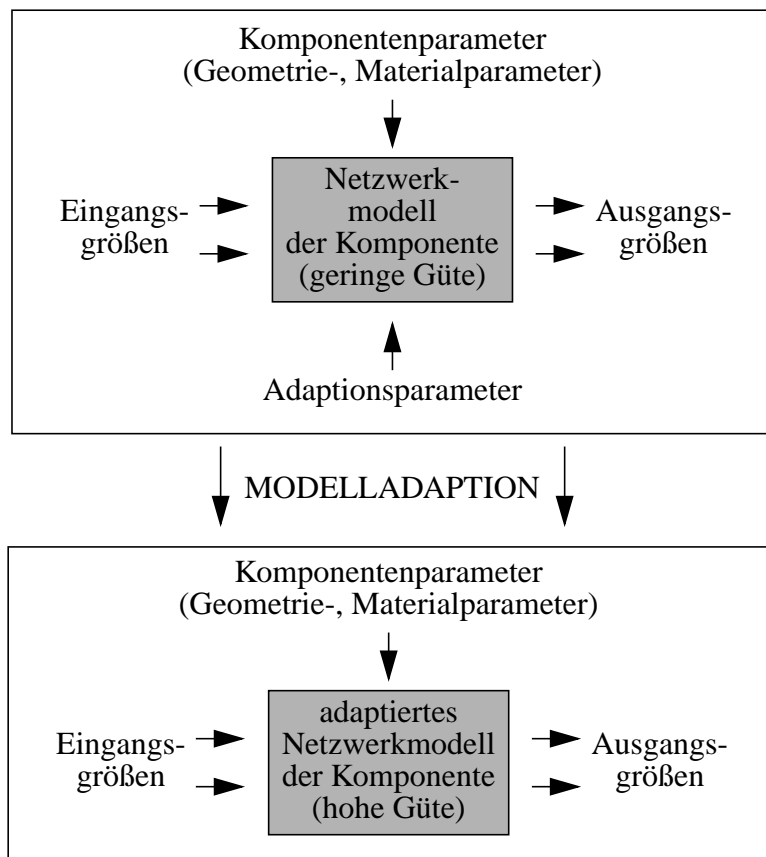 Komponentenparameter
(Geometrie-, Materialparameter)
Eingangs-
größen
Netzwerk-
modell
der Komponente
(geringe Güte)
Ausgangs-
größen
Adaptionsparameter
MODELLADAPTION
Komponentenparameter
(Geometrie-, Materialparameter)
Eingangs-
größen
adaptiertes
Netzwerkmodell
der Komponente
(hohe Güte)
Ausgangs-
größen